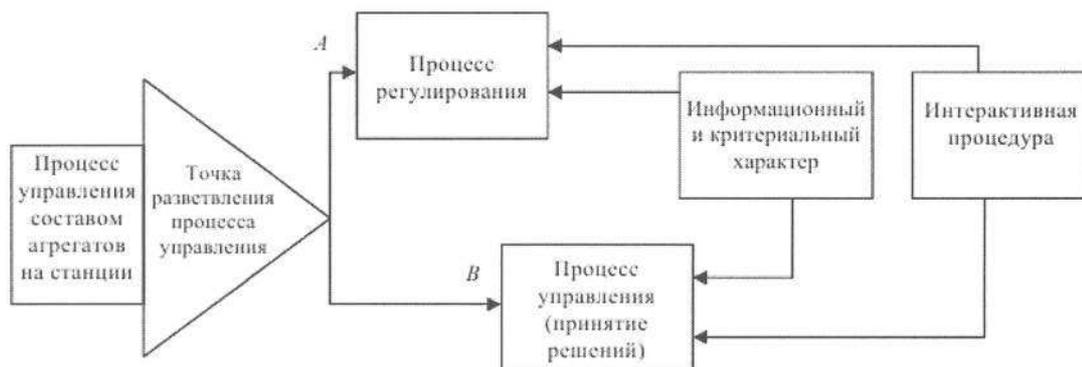 Процесс
управления
составом
агрегатов
на станции
Точка
разветвления
процесса
управления
A
Процесс
регулирования
Информационный
и критериальный
характер
Интерактивная
процедура
B
Процесс
управления
(принятие
решений)